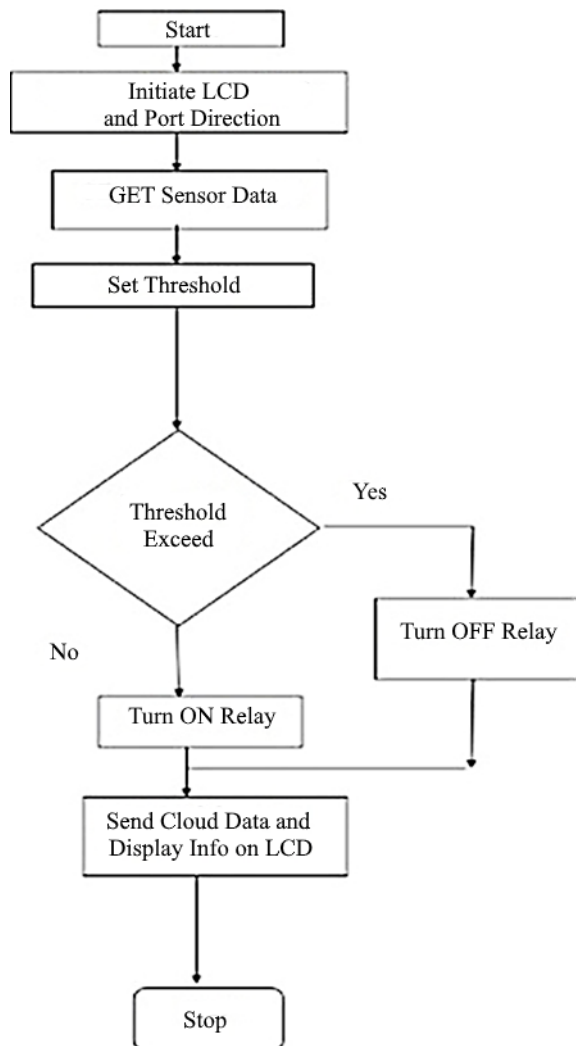 Start
Initiate LCD
and Port Direction
GET Sensor Data
Set Threshold
Threshold
Exceed
Yes
Turn OFF Relay
No
Turn ON Relay
Send Cloud Data and
Display Info on LCD
Stop